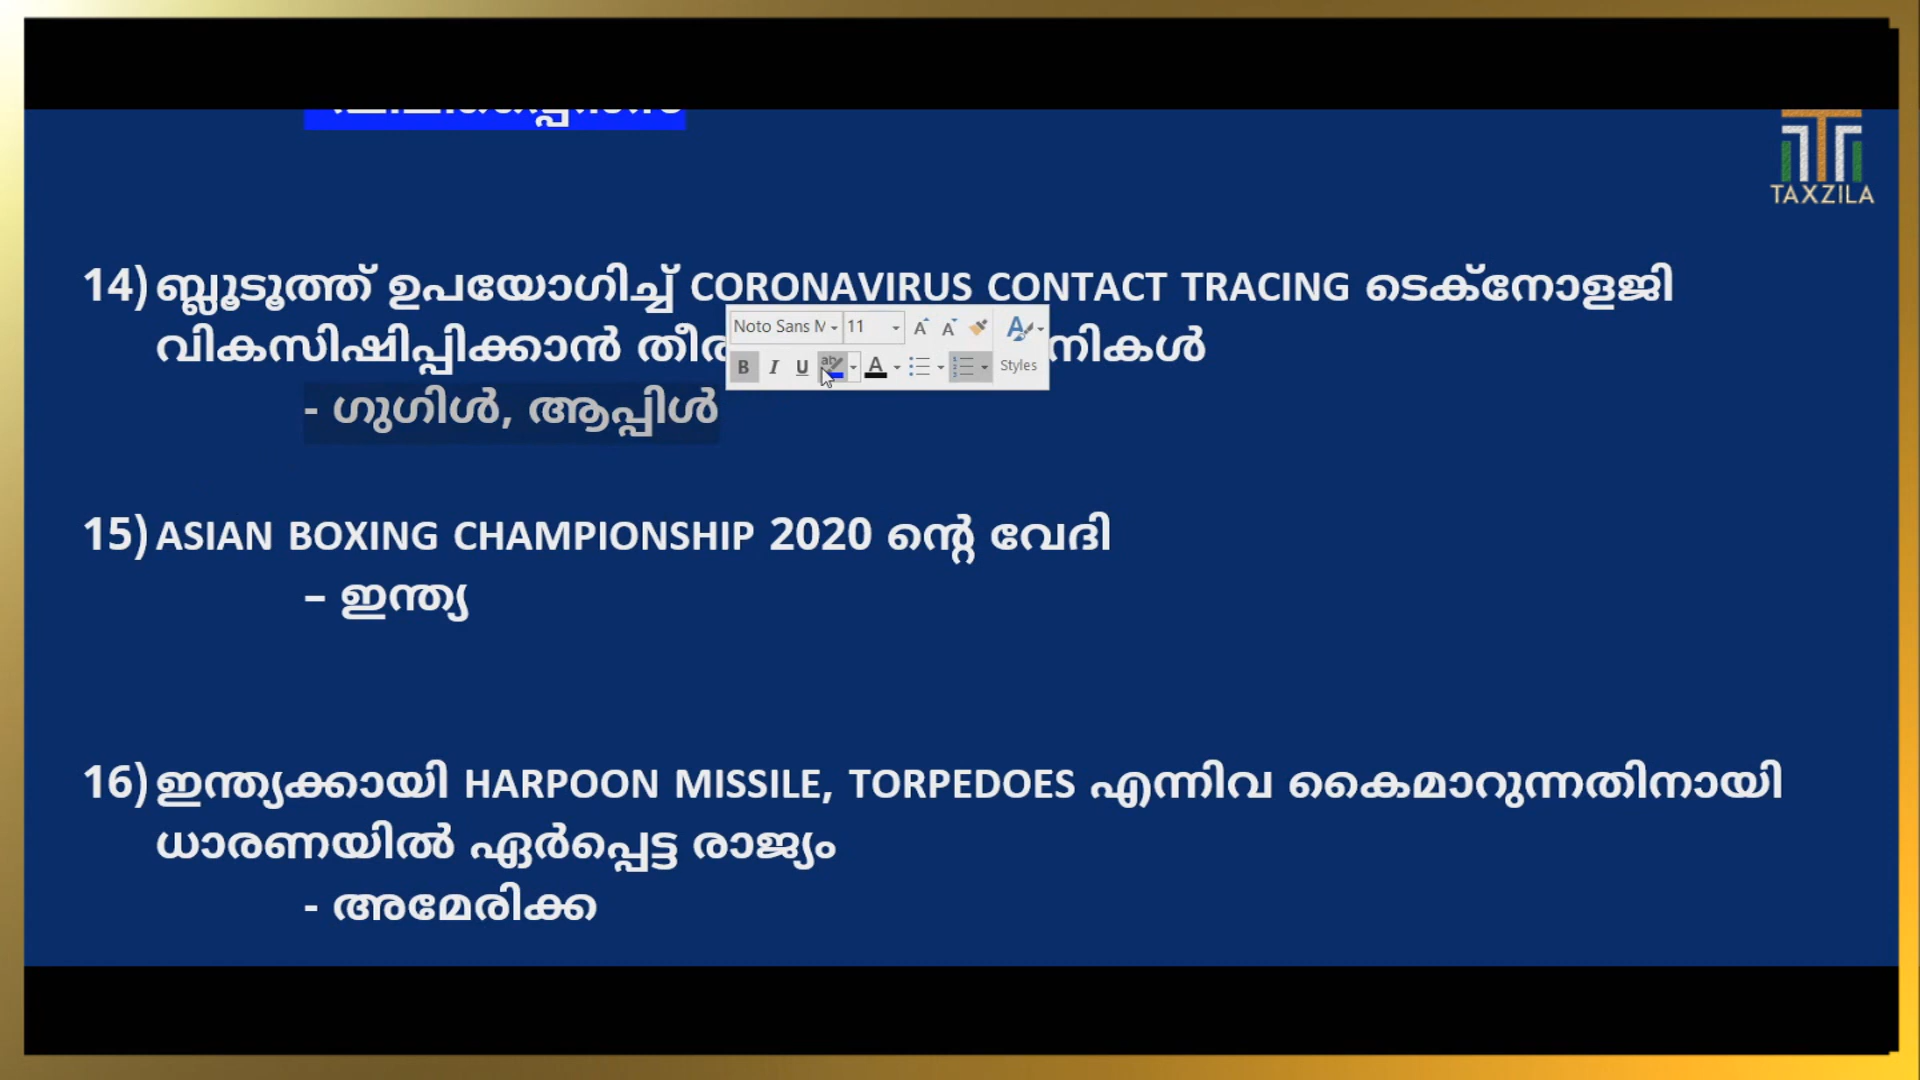 TAXZILA
14) ബ്ലൂടൂത്ത് ഉപയോഗിച്ച് CORONAVIRUS CONTACT TRACING ടെക്നോളജി
വികസിഷിപ്പിക്കാൻ
- ഗുഗിൾ, ആപ്പിൾ
Noto Sans M 11
B I U Styles
15) ASIAN BOXING CHAMPIONSHIP 2020 ന്റെ വേദി
– ഇന്ത്യ
16) ഇന്ത്യക്കായി HARPOON MISSILE, TORPEDOES എന്നിവ കൈമാറുന്നതിനായി
ധാരണയിൽ ഏർപ്പെട്ട രാജ്യം
- അമേരിക്ക